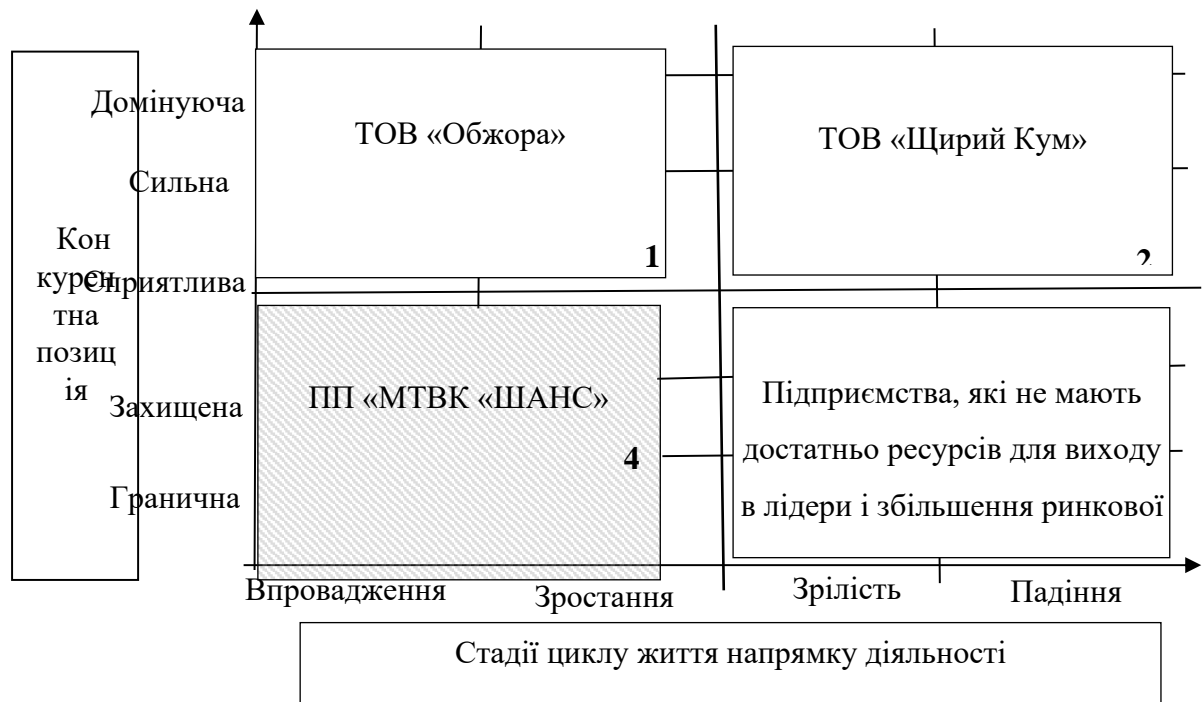 Домінуюча
Сильна
Сприятлива
Захищена
Гранична
Кон
курен
тна
позиц
ія
ТОВ «Обжора»
1
ТОВ «Щирий Кум»
2
ПП «МТВК «ШАНС»
4
Підприємства, які не мають
достатньо ресурсів для виходу
в лідери і збільшення ринкової
Впровадження
Зростання
Зрілість
Падіння
Стадії циклу життя напрямку діяльності